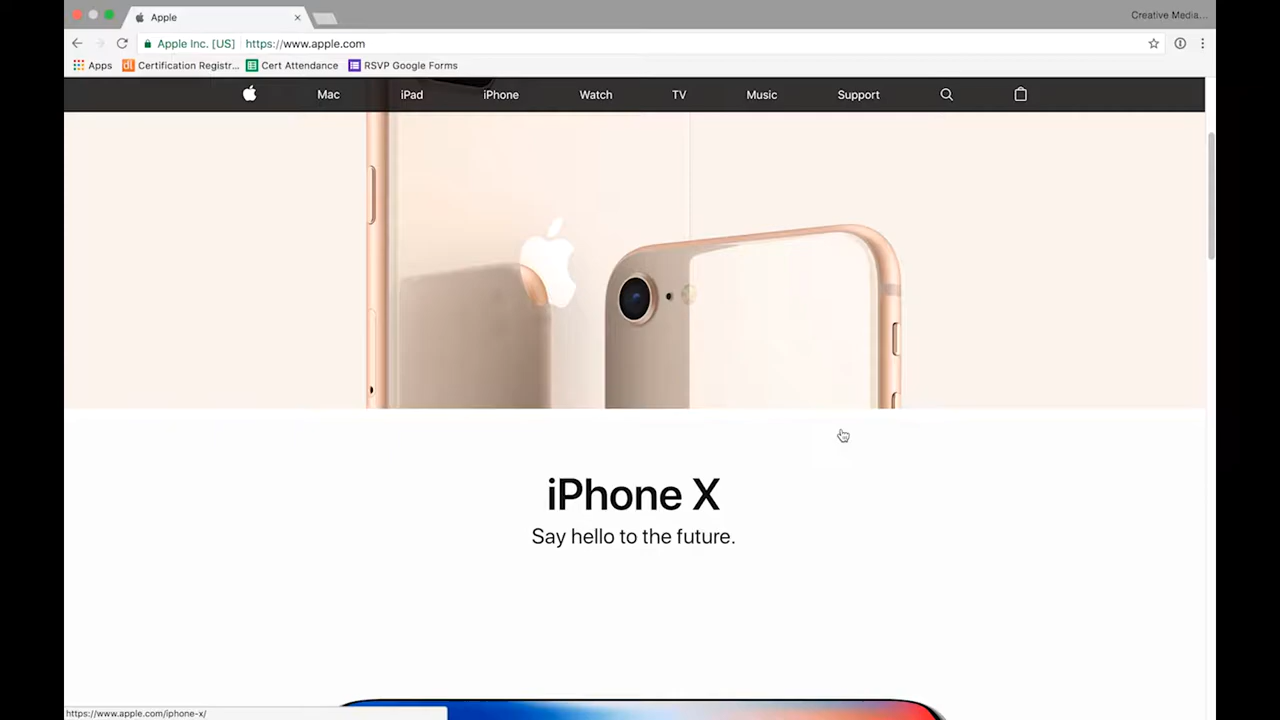 Apple
Creative Media...
Apple Inc. [US] https://www.apple.com
Apps Certification Registr... Cert Attendance RSVP Google Forms
Mac iPad iPhone Watch TV Music Support
iPhone X
Say hello to the future.
https://www.apple.com/iphone-x/